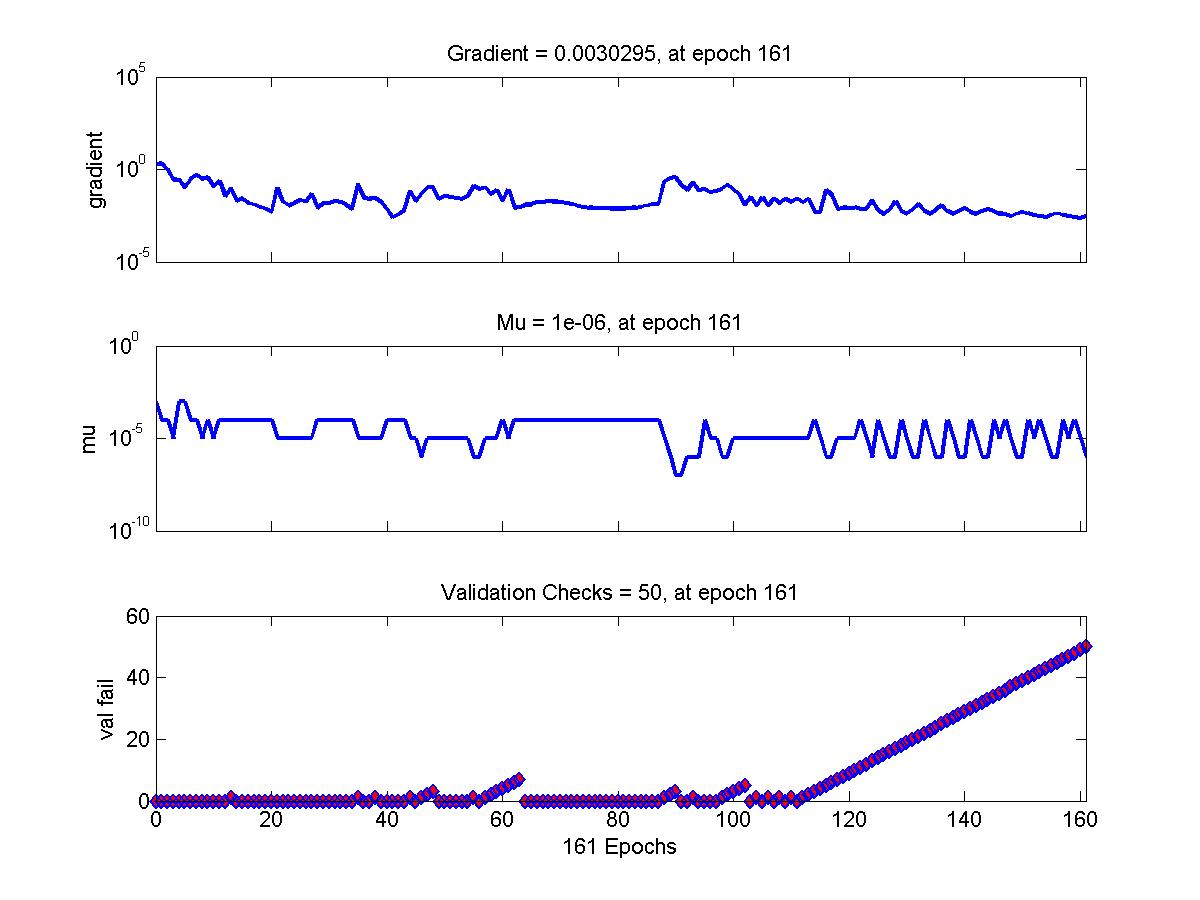 Gradient = 0.0030295, at epoch 161
10^5
10^0
10^-5
gradient
Mu = 1e-06, at epoch 161
10^0
10^-5
10^-10
mu
Validation Checks = 50, at epoch 161
60
40
20
0
val fail
0 20 40 60 80 100 120 140 160
161 Epochs